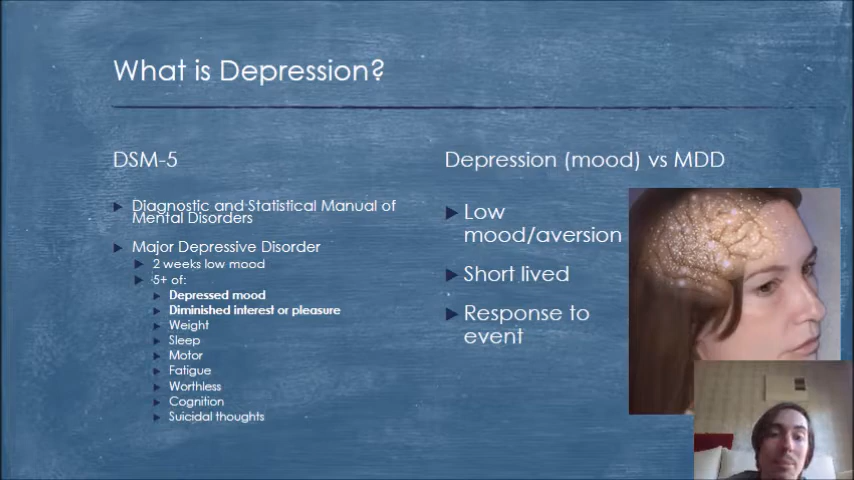 What is Depression?
DSM-5
Diagnostic and Statistical Manual of
Mental Disorders
Major Depressive Disorder
2 weeks low mood
5+ of:
Depressed mood
Diminished interest or pleasure
Weight
Sleep
Motor
Fatigue
Worthless
Cognition
Suicidal thoughts
Depression (mood) vs MDD
Low
mood/aversion
Short lived
Response to
event